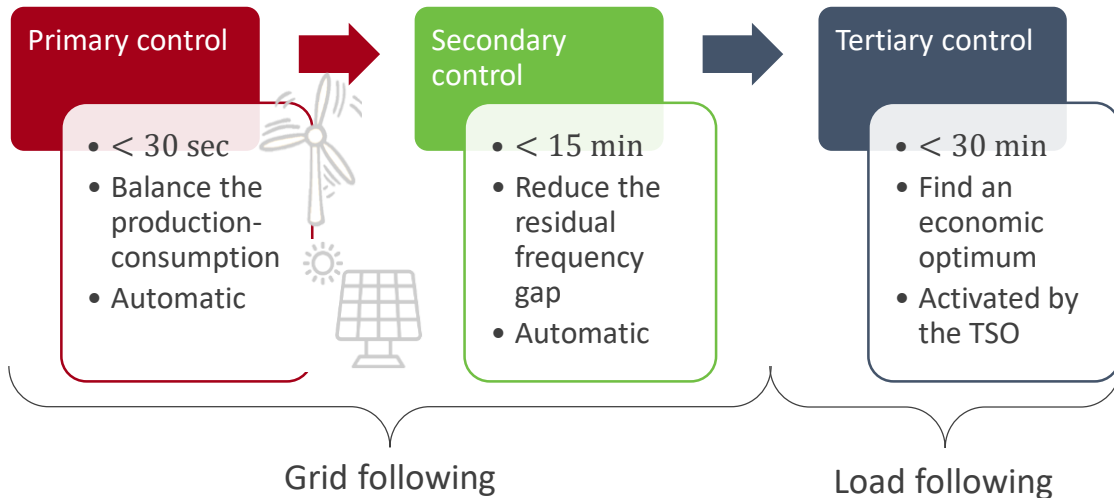 Primary control
• < 30 sec
• Balance the
production-
consumption
• Automatic
Secondary
control
• < 15 min
• Reduce the
residual
frequency
gap
• Automatic
Tertiary control
• < 30 min
• Find an
economic
optimum
• Activated by
the TSO
Grid following
Load following